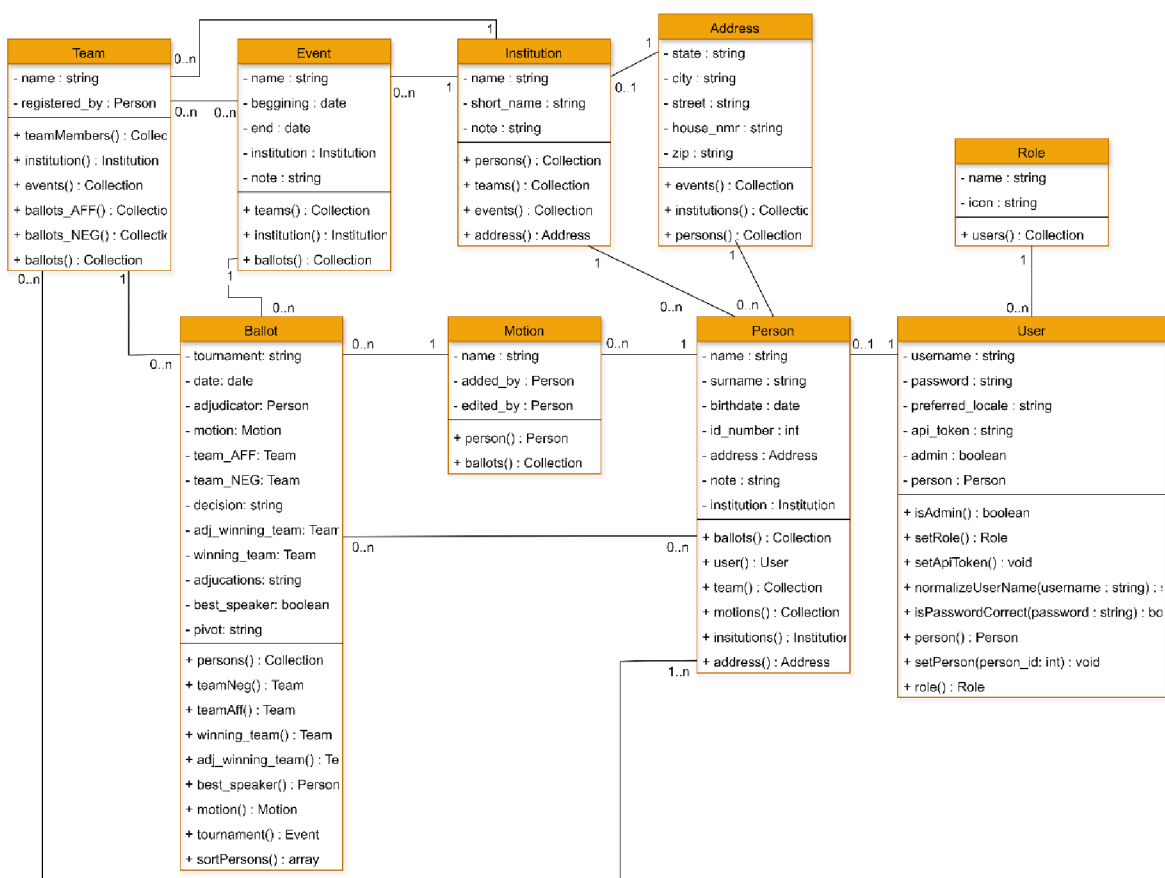 Team
- name : string
- registered_by : Person
+ teamMembers() : Collec
+ institution() : Institution
+ events() : Collection
+ ballots_AFF() : Collectio
+ ballots_NEG() : Collectio
+ ballots() : Collection
Event
- name : string
- beggining : date
- end : date
- institution : Institution
- note : string
+ teams() : Collection
+ institution() : Institution
+ ballots() : Collection
Institution
- name : string
- short_name : string
- note : string
+ persons() : Collection
+ teams() : Collection
+ events() : Collection
+ address() : Address
Address
- state : string
- city : string
- street : string
- house_nmr : string
- zip : string
+ events() : Collection
+ institutions() : Collectic
+ persons() : Collection
Role
- name : string
- icon : string
+ users() : Collection
0..n
1
0..n
0..n
0..n
1
1
0..1
0..n
1
1
0..n
1
0..n
1
0..n
1
0..n
Ballot
- tournament: string
- date: date
- adjudicator: Person
- motion: Motion
- team_AFF: Team
- team_NEG: Team
- decision: string
- adj_winning_team: Team
- winning_team: Team
- adjucations: string
- best_speaker: boolean
- pivot: string
+ persons() : Collection
+ teamNeg() : Team
+ teamAff() : Team
+ winning_team() : Team
+ adj_winning_team() : Te
+ best_speaker() : Person
+ motion() : Motion
+ tournament() : Event
+ sortPersons() : array
0..n
0..n
1
Motion
- name : string
- added_by : Person
- edited_by : Person
+ person() : Person
+ ballots() : Collection
0..n
1
Person
- name : string
- surname : string
- birthdate : date
- id_number : int
- address : Address
- note : string
- institution : Institution
+ ballots() : Collection
+ user() : User
+ team() : Collection
+ motions() : Collection
+ insitutions() : Institution
+ address() : Address
0..n
0..n
1..n
0..1
1
User
- username : string
- password : string
- preferred_locale : string
- api_token : string
- admin : boolean
- person : Person
+ isAdmin() : boolean
+ setRole() : Role
+ setApiToken() : void
+ normalizeUserName(username : string) : s
+ isPasswordCorrect(password : string) : bo
+ person() : Person
+ setPerson(person_id: int) : void
+ role() : Role